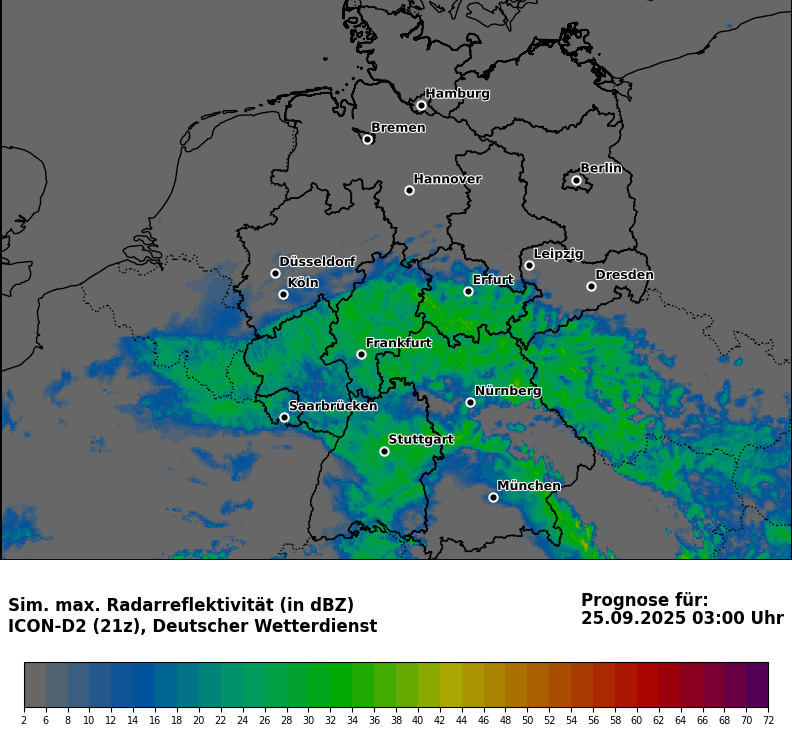 Hamburg
Bremen
Berlin
Hannover
Leipzig
Düsseldorf
Dresden
Erfurt
Köln
Frankfurt
Nürnberg
Saarbrücken
Stuttgart
München
Sim. max. Radarreflektivität (in dBZ)
ICON-D2 (21z), Deutscher Wetterdienst
Prognose für:
25.09.2025 03:00 Uhr
2 6 8 10 12 14 16 18 20 22 24 26 28 30 32 34 36 38 40 42 44 46 48 50 52 54 56 58 60 62 64 66 68 70 72